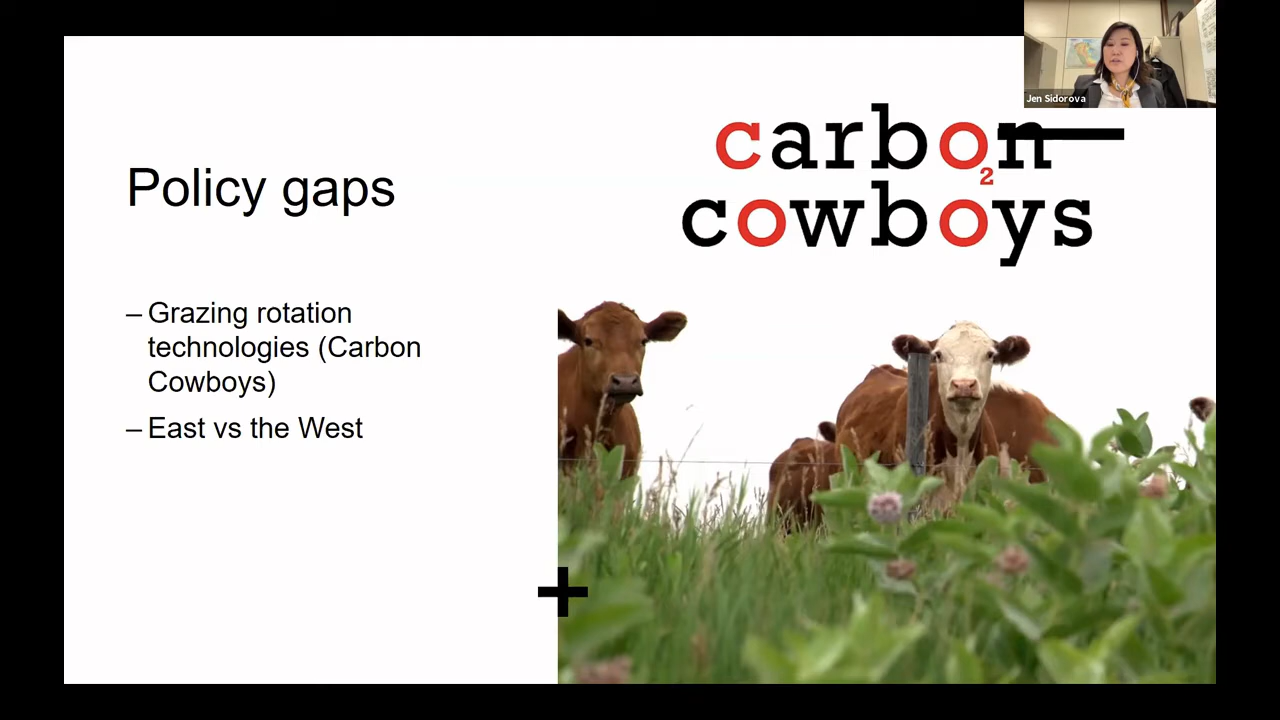 Jen Sidorova
carbon
2
cowboys
Policy gaps
– Grazing rotation
technologies (Carbon
Cowboys)
– East vs the West